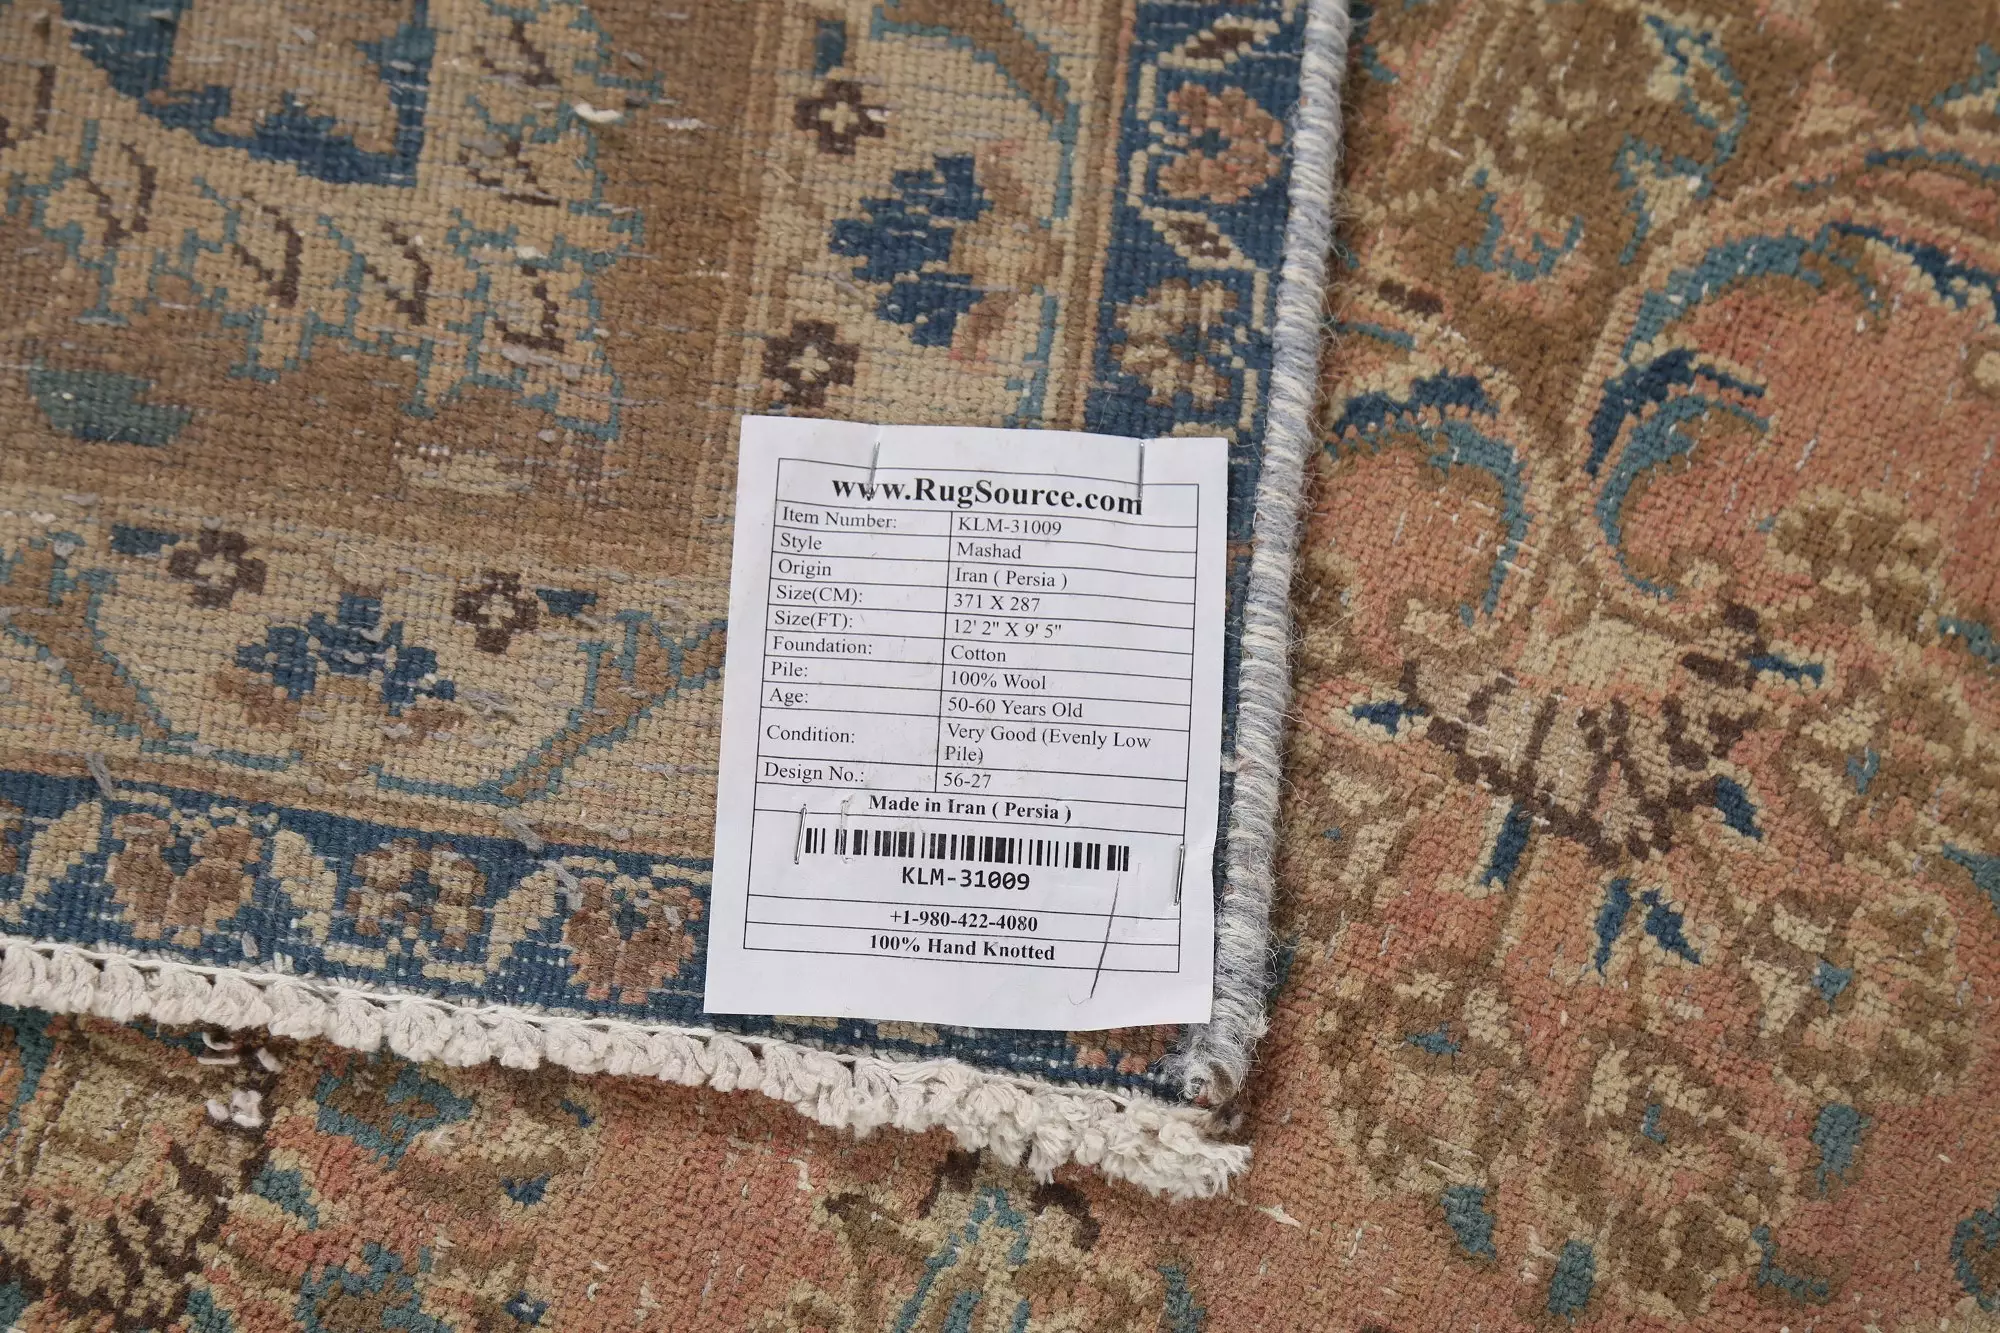 www.RugSource.com
Item Number: KLM-31009
Style Mashad
Origin Iran ( Persia )
Size(CM): 371 X 287
Size(FT): 12' 2" X 9' 5"
Foundation: Cotton
Pile: 100% Wool
Age: 50-60 Years Old
Condition: Very Good (Evenly Low
Pile)
Design No.: 56-27
Made in Iran ( Persia )
KLM-31009
+1-980-422-4080
100% Hand Knotted